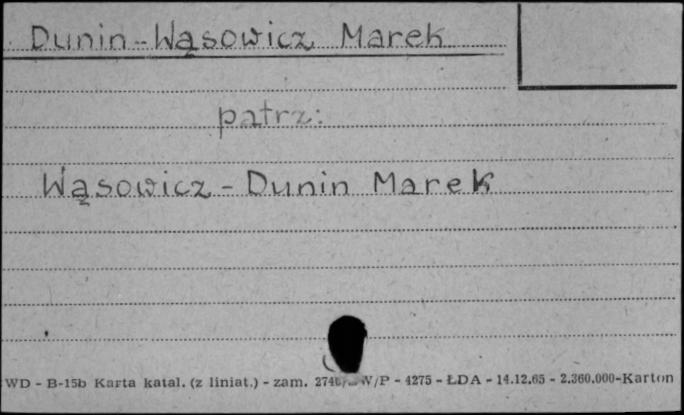 Dunin-Wąsowicz Marek
patrz:
Wąsowicz - Dunin Marek
WD - B-15b Karta katal. (z liniat.) - zam. W/P - 4275 - ŁDA - 14.12.65 - 2.360.000-Karton